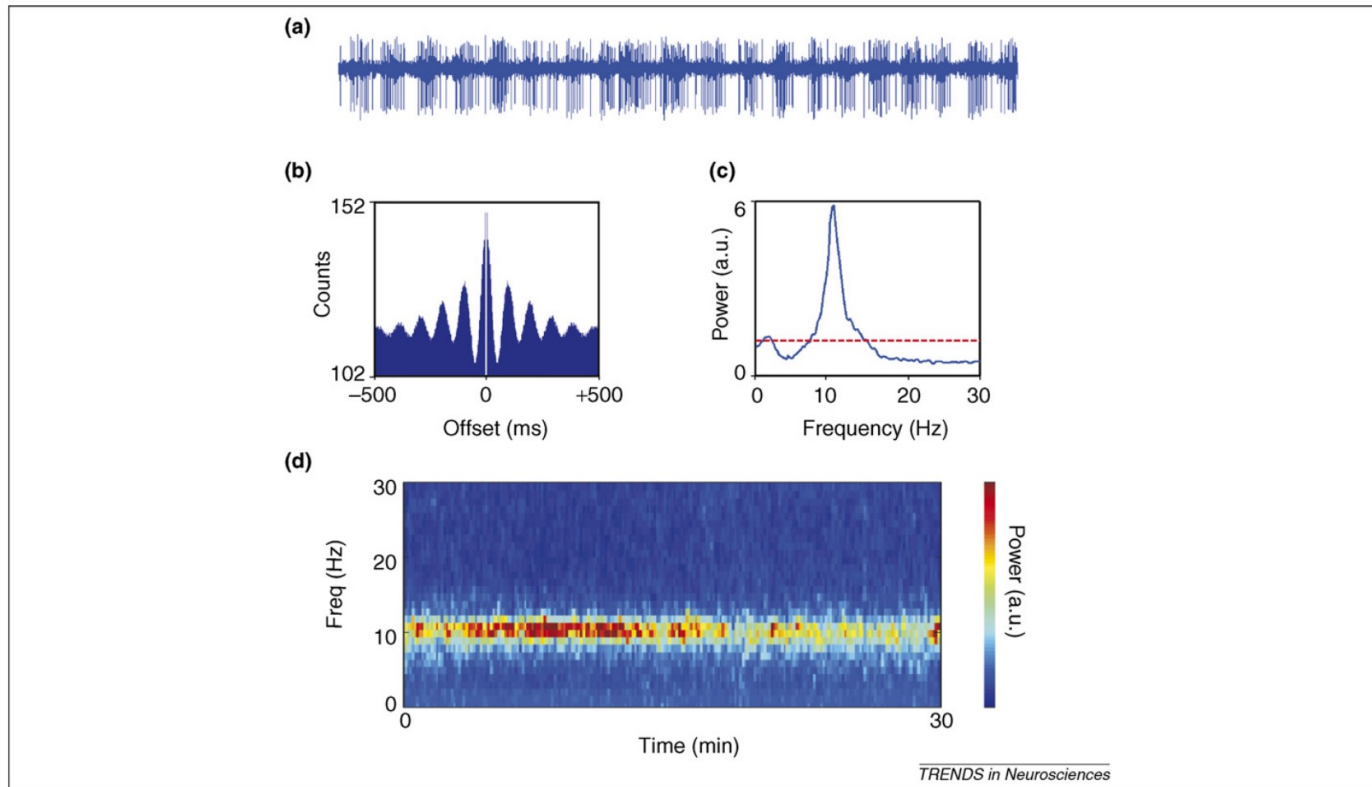 (a)
(b)
152
Counts
102
–500
0
+500
Offset (ms)
(c)
6
Power (a.u.)
0
0
10
20
30
Frequency (Hz)
(d)
30
20
10
0
Freq (Hz)
0
30
Time (min)
Power (a.u.)
TRENDS in Neurosciences